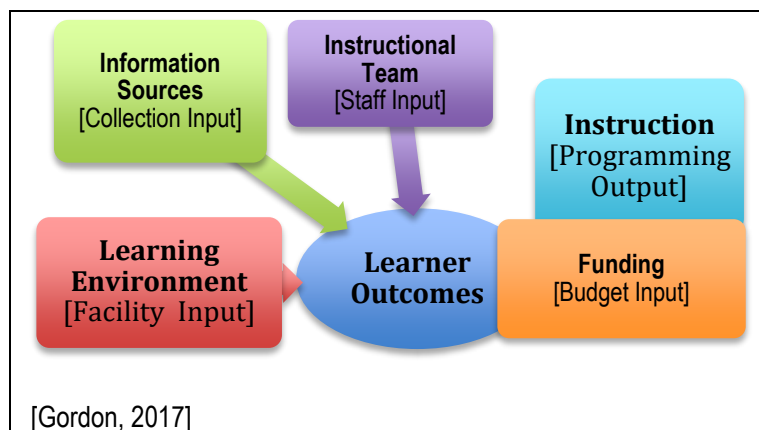 Information
Sources
[Collection Input]
Instructional
Team
[Staff Input]
Instruction
[Programming
Output]
Learning
Environment
[Facility Input]
Learner
Outcomes
Funding
[Budget Input]
[Gordon, 2017]